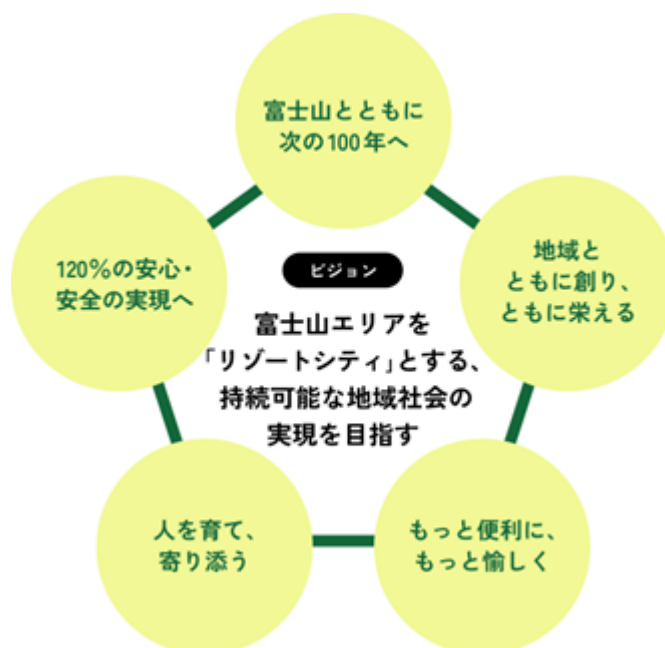 富士山とともに
次の100年へ
地域と
ともに創り、
ともに栄える
もっと便利に、
もっと愉しく
人を育て、
寄り添う
120%の安心・
安全の実現へ
ビジョン
富士山エリアを
「リゾートシティ」とする、
持続可能な地域社会の
実現を目指す